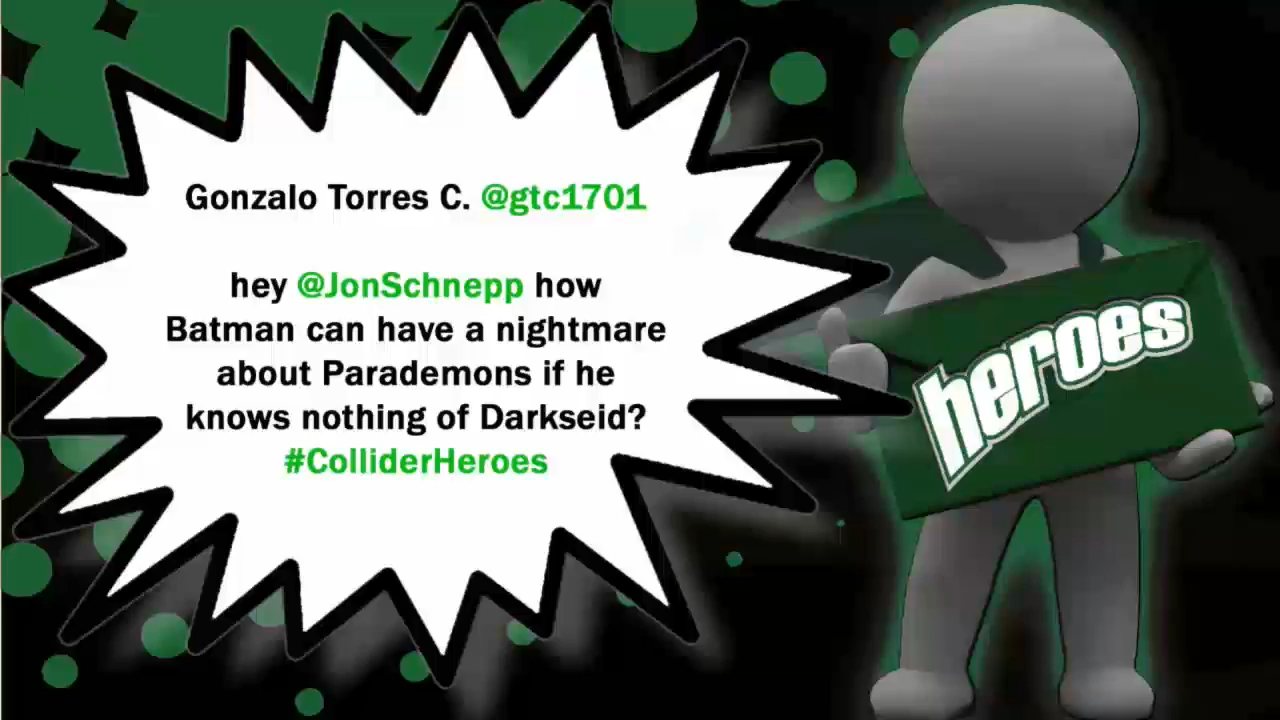 Gonzalo Torres C. @gtc1701
hey @JonSchnepp how
Batman can have a nightmare
about Parademons if he
knows nothing of Darkseid?
#ColliderHeroes
heroes